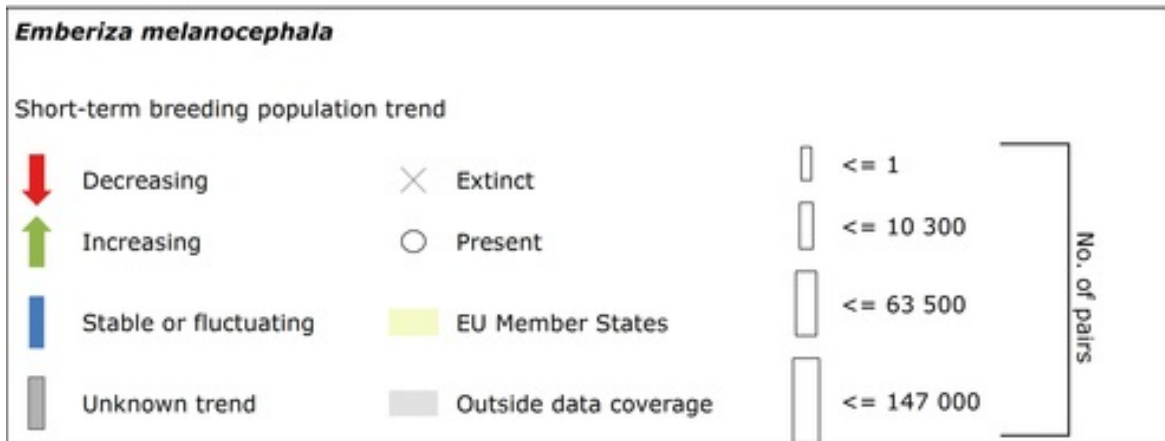 Emberiza melanocephala
Short-term breeding population trend
Decreasing
Extinct
<= 1
Increasing
Present
<= 10 300
Stable or fluctuating
EU Member States
<= 63 500
Unknown trend
Outside data coverage
<= 147 000
No. of pairs